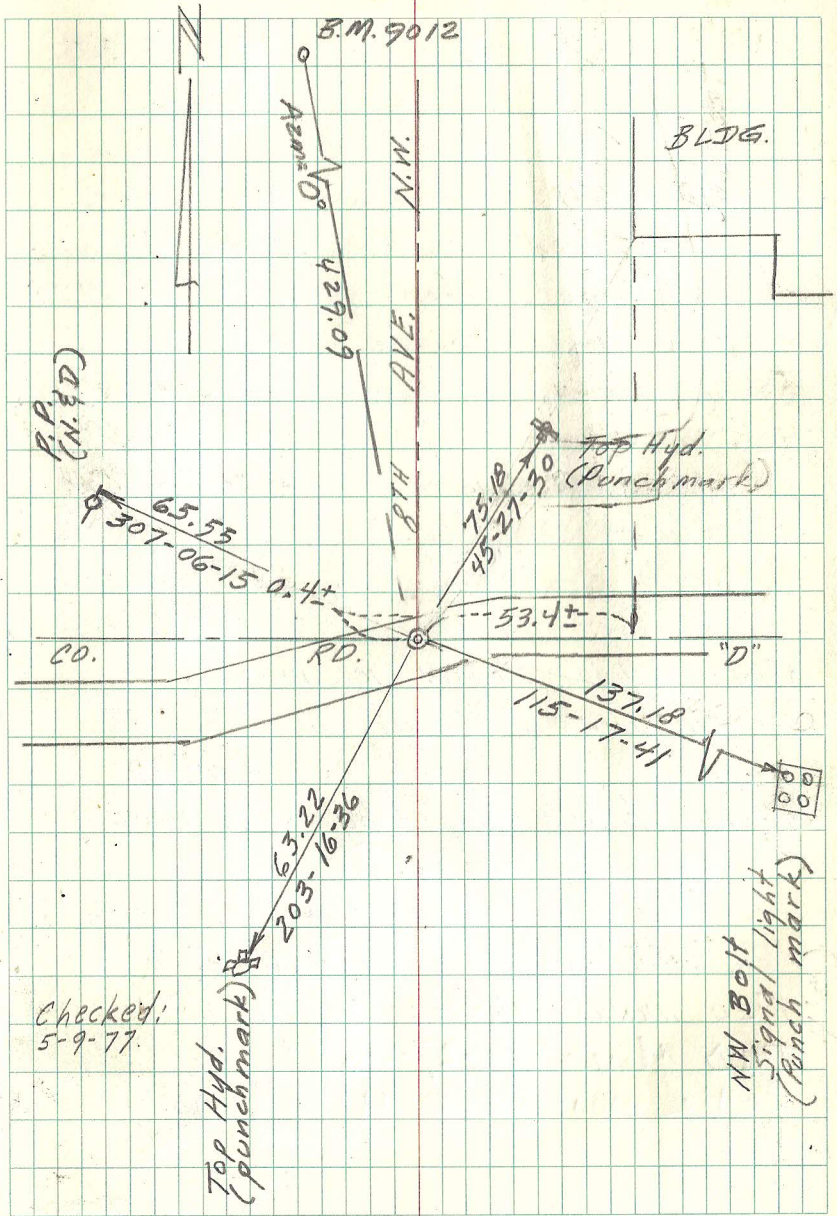 N
B.M. 9012
Azm = 0°
429.09
8TH AVE. N.W.
BLDG.
P.P.
(N.&D)
65.55
307-06-15
0.4±
75.18
45-27-30
Top Hyd.
(Punchmark)
53.4±
CO. RD. "D"
137.18
115-17-41
63.22
203-16-36
Top Hyd.
(punchmark)
NW Bolt
Signal light
(Punch mark)
Checked:
5-9-77